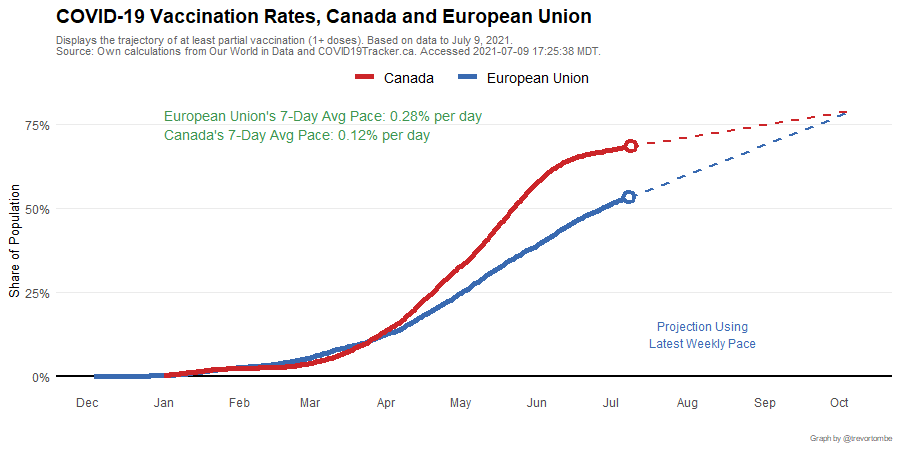 COVID-19 Vaccination Rates, Canada and European Union
Displays the trajectory of at least partial vaccination (1+ doses). Based on data to July 9, 2021.
Source: Own calculations from Our World in Data and COVID19Tracker.ca. Accessed 2021-07-09 17:25:38 MDT.
Canada European Union
European Union's 7-Day Avg Pace: 0.28% per day
Canada's 7-Day Avg Pace: 0.12% per day
75%
50%
25%
0%
Share of Population
Projection Using
Latest Weekly Pace
Dec Jan Feb Mar Apr May Jun Jul Aug Sep Oct
Graph by @trevortombe